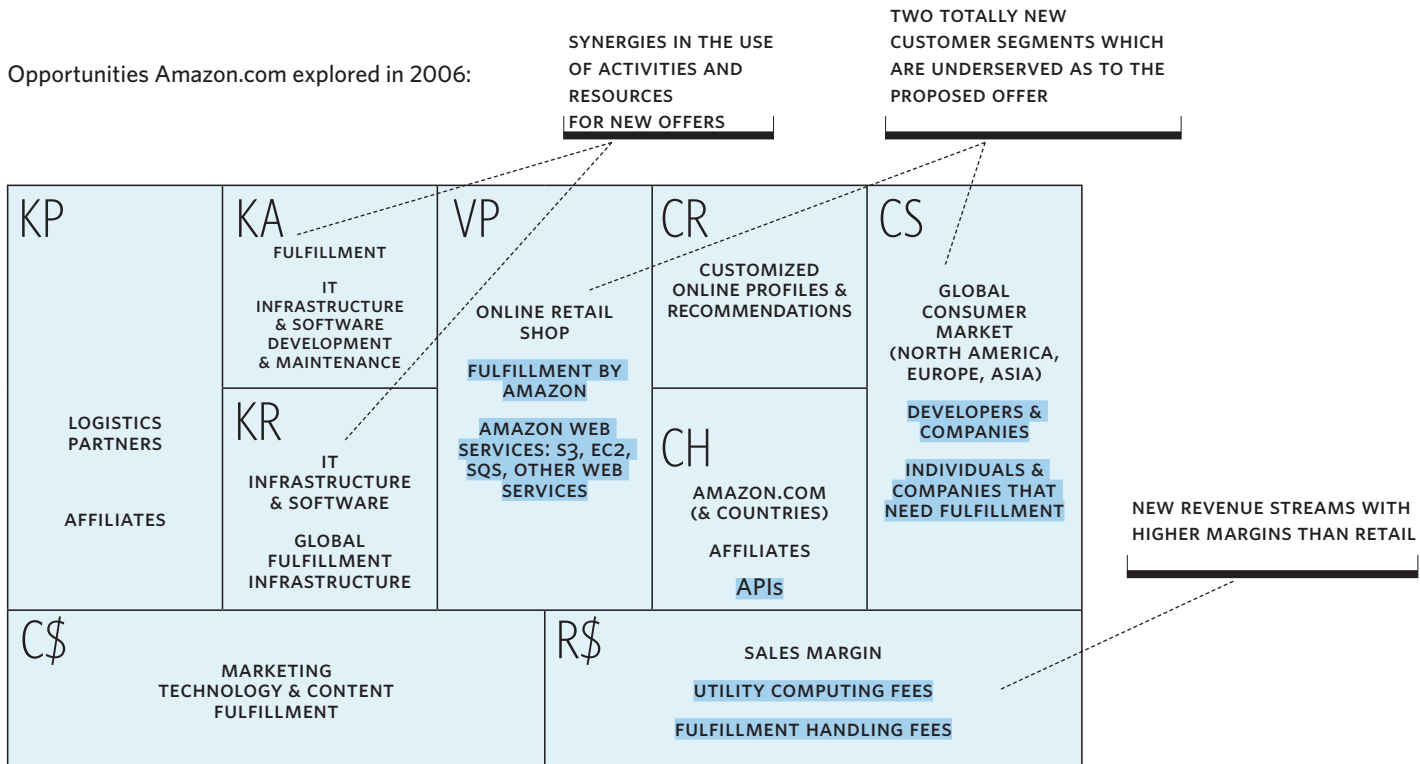 Opportunities Amazon.com explored in 2006:
SYNERGIES IN THE USE
OF ACTIVITIES AND
RESOURCES
FOR NEW OFFERS
TWO TOTALLY NEW
CUSTOMER SEGMENTS WHICH
ARE UNDERSERVED AS TO THE
PROPOSED OFFER
KP
LOGISTICS
PARTNERS
AFFILIATES
KA
FULFILLMENT
IT
INFRASTRUCTURE
& SOFTWARE
DEVELOPMENT
& MAINTENANCE
KR
IT
INFRASTRUCTURE
& SOFTWARE
GLOBAL
FULFILLMENT
INFRASTRUCTURE
VP
ONLINE RETAIL
SHOP
FULFILLMENT BY
AMAZON
AMAZON WEB
SERVICES: S3, EC2,
SQS, OTHER WEB
SERVICES
CR
CUSTOMIZED
ONLINE PROFILES &
RECOMMENDATIONS
CH
AMAZON.COM
(& COUNTRIES)
AFFILIATES
APIs
CS
GLOBAL
CONSUMER
MARKET
(NORTH AMERICA,
EUROPE, ASIA)
DEVELOPERS &
COMPANIES
INDIVIDUALS &
COMPANIES THAT
NEED FULFILLMENT
NEW REVENUE STREAMS WITH
HIGHER MARGINS THAN RETAIL
C$
MARKETING
TECHNOLOGY & CONTENT
FULFILLMENT
R$
SALES MARGIN
UTILITY COMPUTING FEES
FULFILLMENT HANDLING FEES